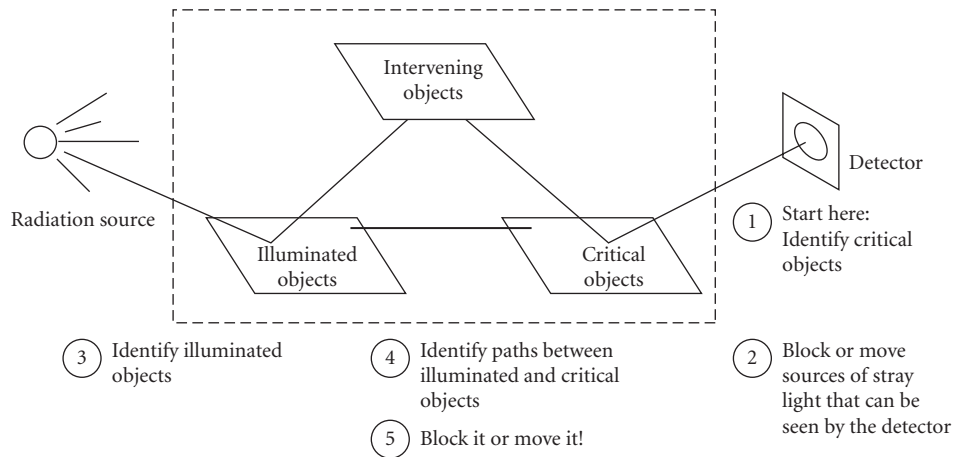 Intervening
objects
Radiation source
Detector
Illuminated
objects
Critical
objects
1 Start here:
Identify critical
objects
3 Identify illuminated
objects
4 Identify paths between
illuminated and critical
objects
5 Block it or move it!
2 Block or move
sources of stray
light that can be
seen by the detector